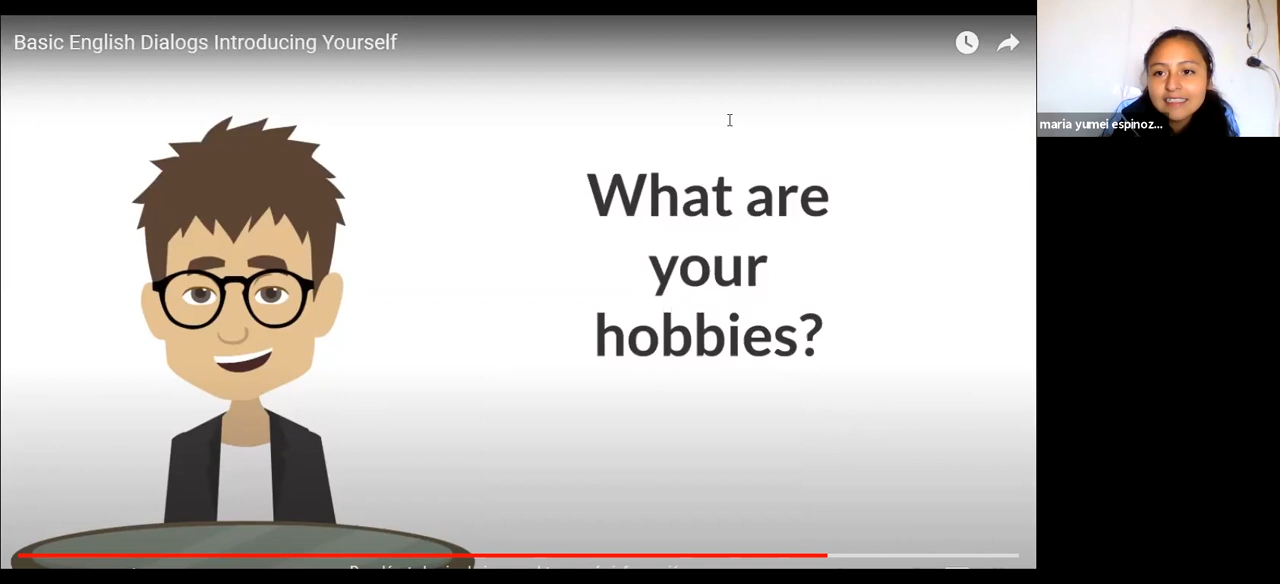 Basic English Dialogs Introducing Yourself
maria yumei espinoz...
What are
your
hobbies?